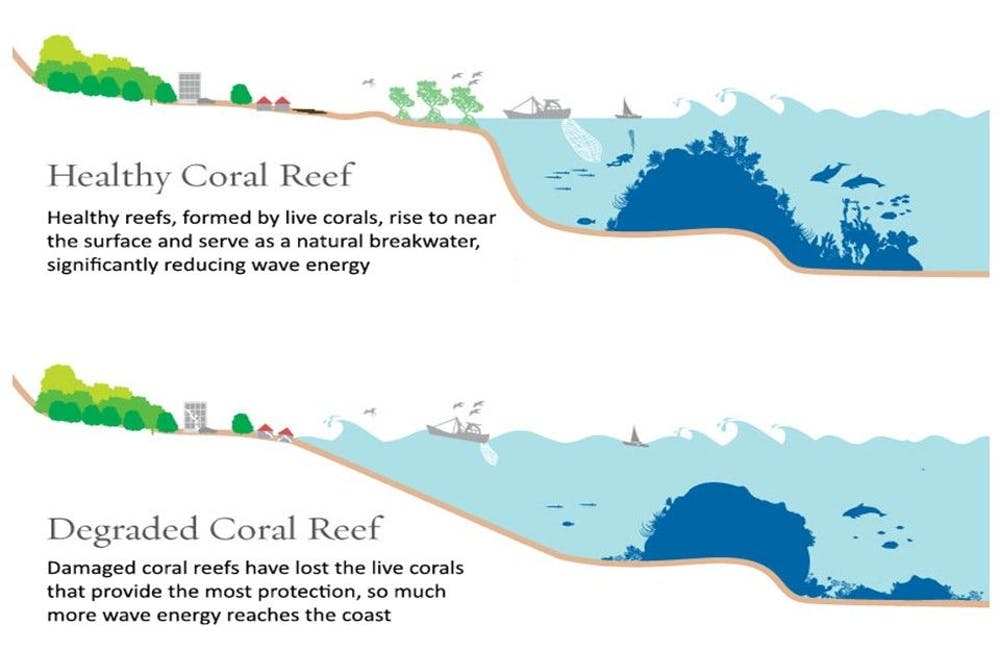 Healthy Coral Reef
Healthy reefs, formed by live corals, rise to near
the surface and serve as a natural breakwater,
significantly reducing wave energy
Degraded Coral Reef
Damaged coral reefs have lost the live corals
that provide the most protection, so much
more wave energy reaches the coast